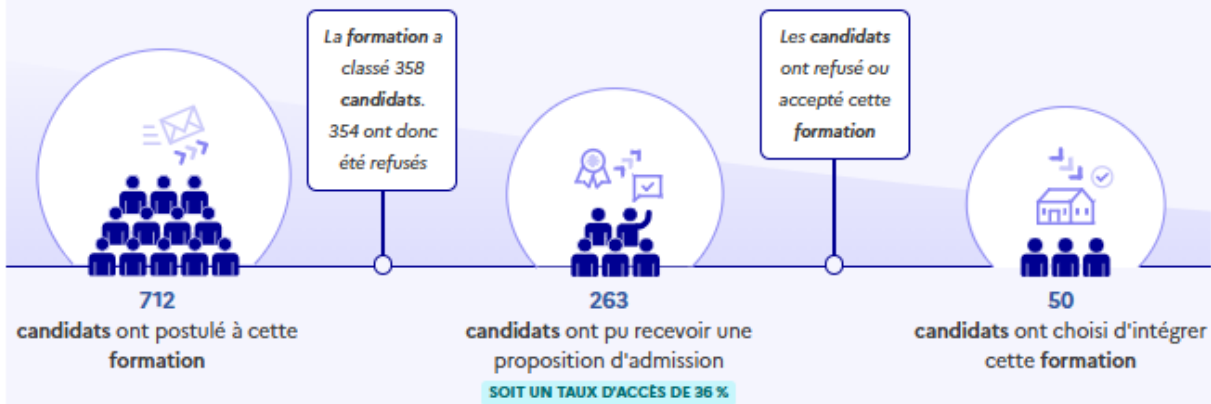 La formation a
classé 358
candidats.
354 ont donc
été refusés
Les candidats
ont refusé ou
accepté cette
formation
712
candidats ont postulé à cette
formation
263
candidats ont pu recevoir une
proposition d'admission
SOIT UN TAUX D'ACCÈS DE 36 %
50
candidats ont choisi d'intégrer
cette formation